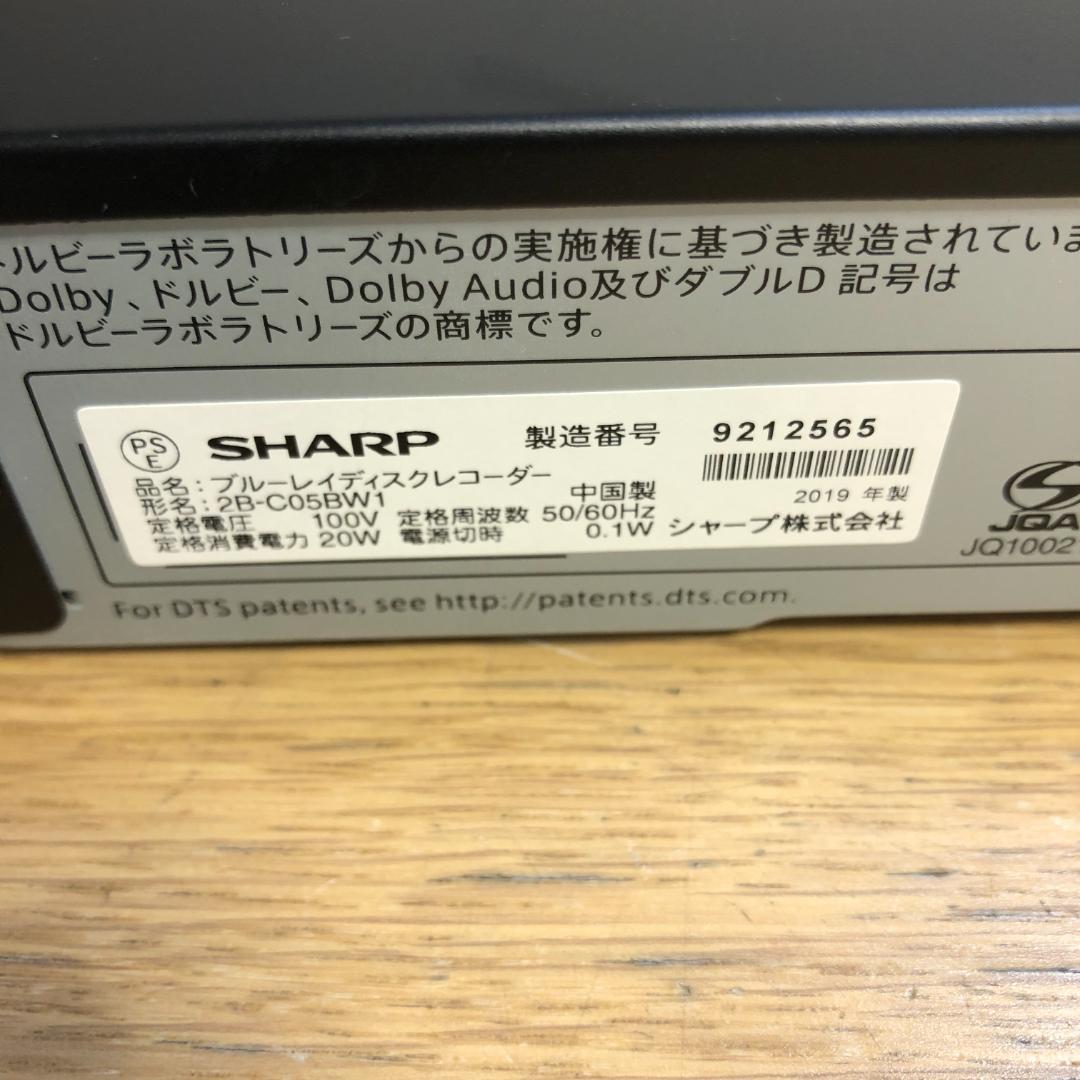 ドルビーラボラトリーズからの実施権に基づき製造されていま
Dolby、ドルビー、Dolby Audio及びダブルD 記号は
ドルビーラボラトリーズの商標です。
PSE SHARP 製造番号 9212565
品名:ブルーレイディスクレコーダー
形名:2B-C05BW1 中国製 2019 年製
定格電圧 100V 定格周波数 50/60Hz
定格消費電力 20W 電源切時 0.1W シャープ株式会社
JQA
JQ1002
For DTS patents, see http://patents.dts.com.